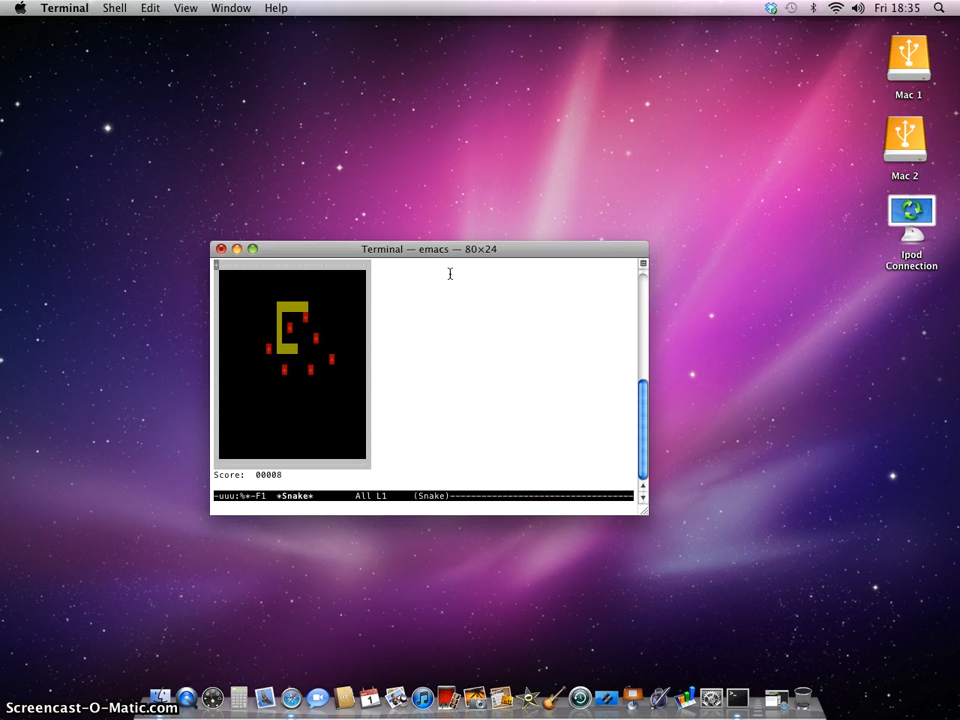 Terminal Shell Edit View Window Help Fri 18:35
Mac 1
Mac 2
Ipod
Connection
Terminal — emacs — 80×24
Score: 00008
-uuu:%*-F1 *Snake* All L1 (Snake)-----------------------------------
Screencast-O-Matic.com